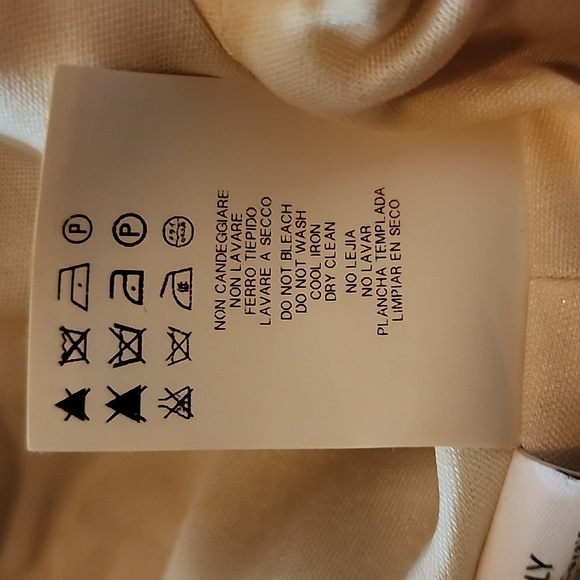 P
P
NON CANDEGGIARE
NON LAVARE
FERRO TIEPIDO
LAVARE A SECCO
DO NOT BLEACH
DO NOT WASH
COOL IRON
DRY CLEAN
NO LEJIA
NO LAVAR
PLANCHA TEMPLADA
LIMPIAR EN SECO
LY